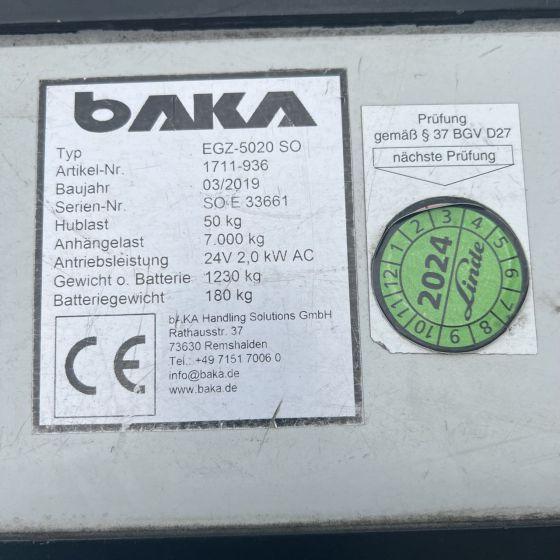 bAKA
Typ EGZ-5020 SO
Artikel-Nr. 1711-936
Baujahr 03/2019
Serien-Nr. SO E 33661
Hublast 50 kg
Anhängelast 7.000 kg
Antriebsleistung 24V 2,0 kW AC
Gewicht o. Batterie 1230 kg
Batteriegewicht 180 kg
bAKA Handling Solutions GmbH
Rathausstr. 37
73630 Remshalden
Tel.: +49 7151 7006 0
info@baka.de
www.baka.de
CE
Prüfung
gemäß § 37 BGV D27
nächste Prüfung
1 2 3 4 5 6 7 8 9 10 11 12
2024
Linde